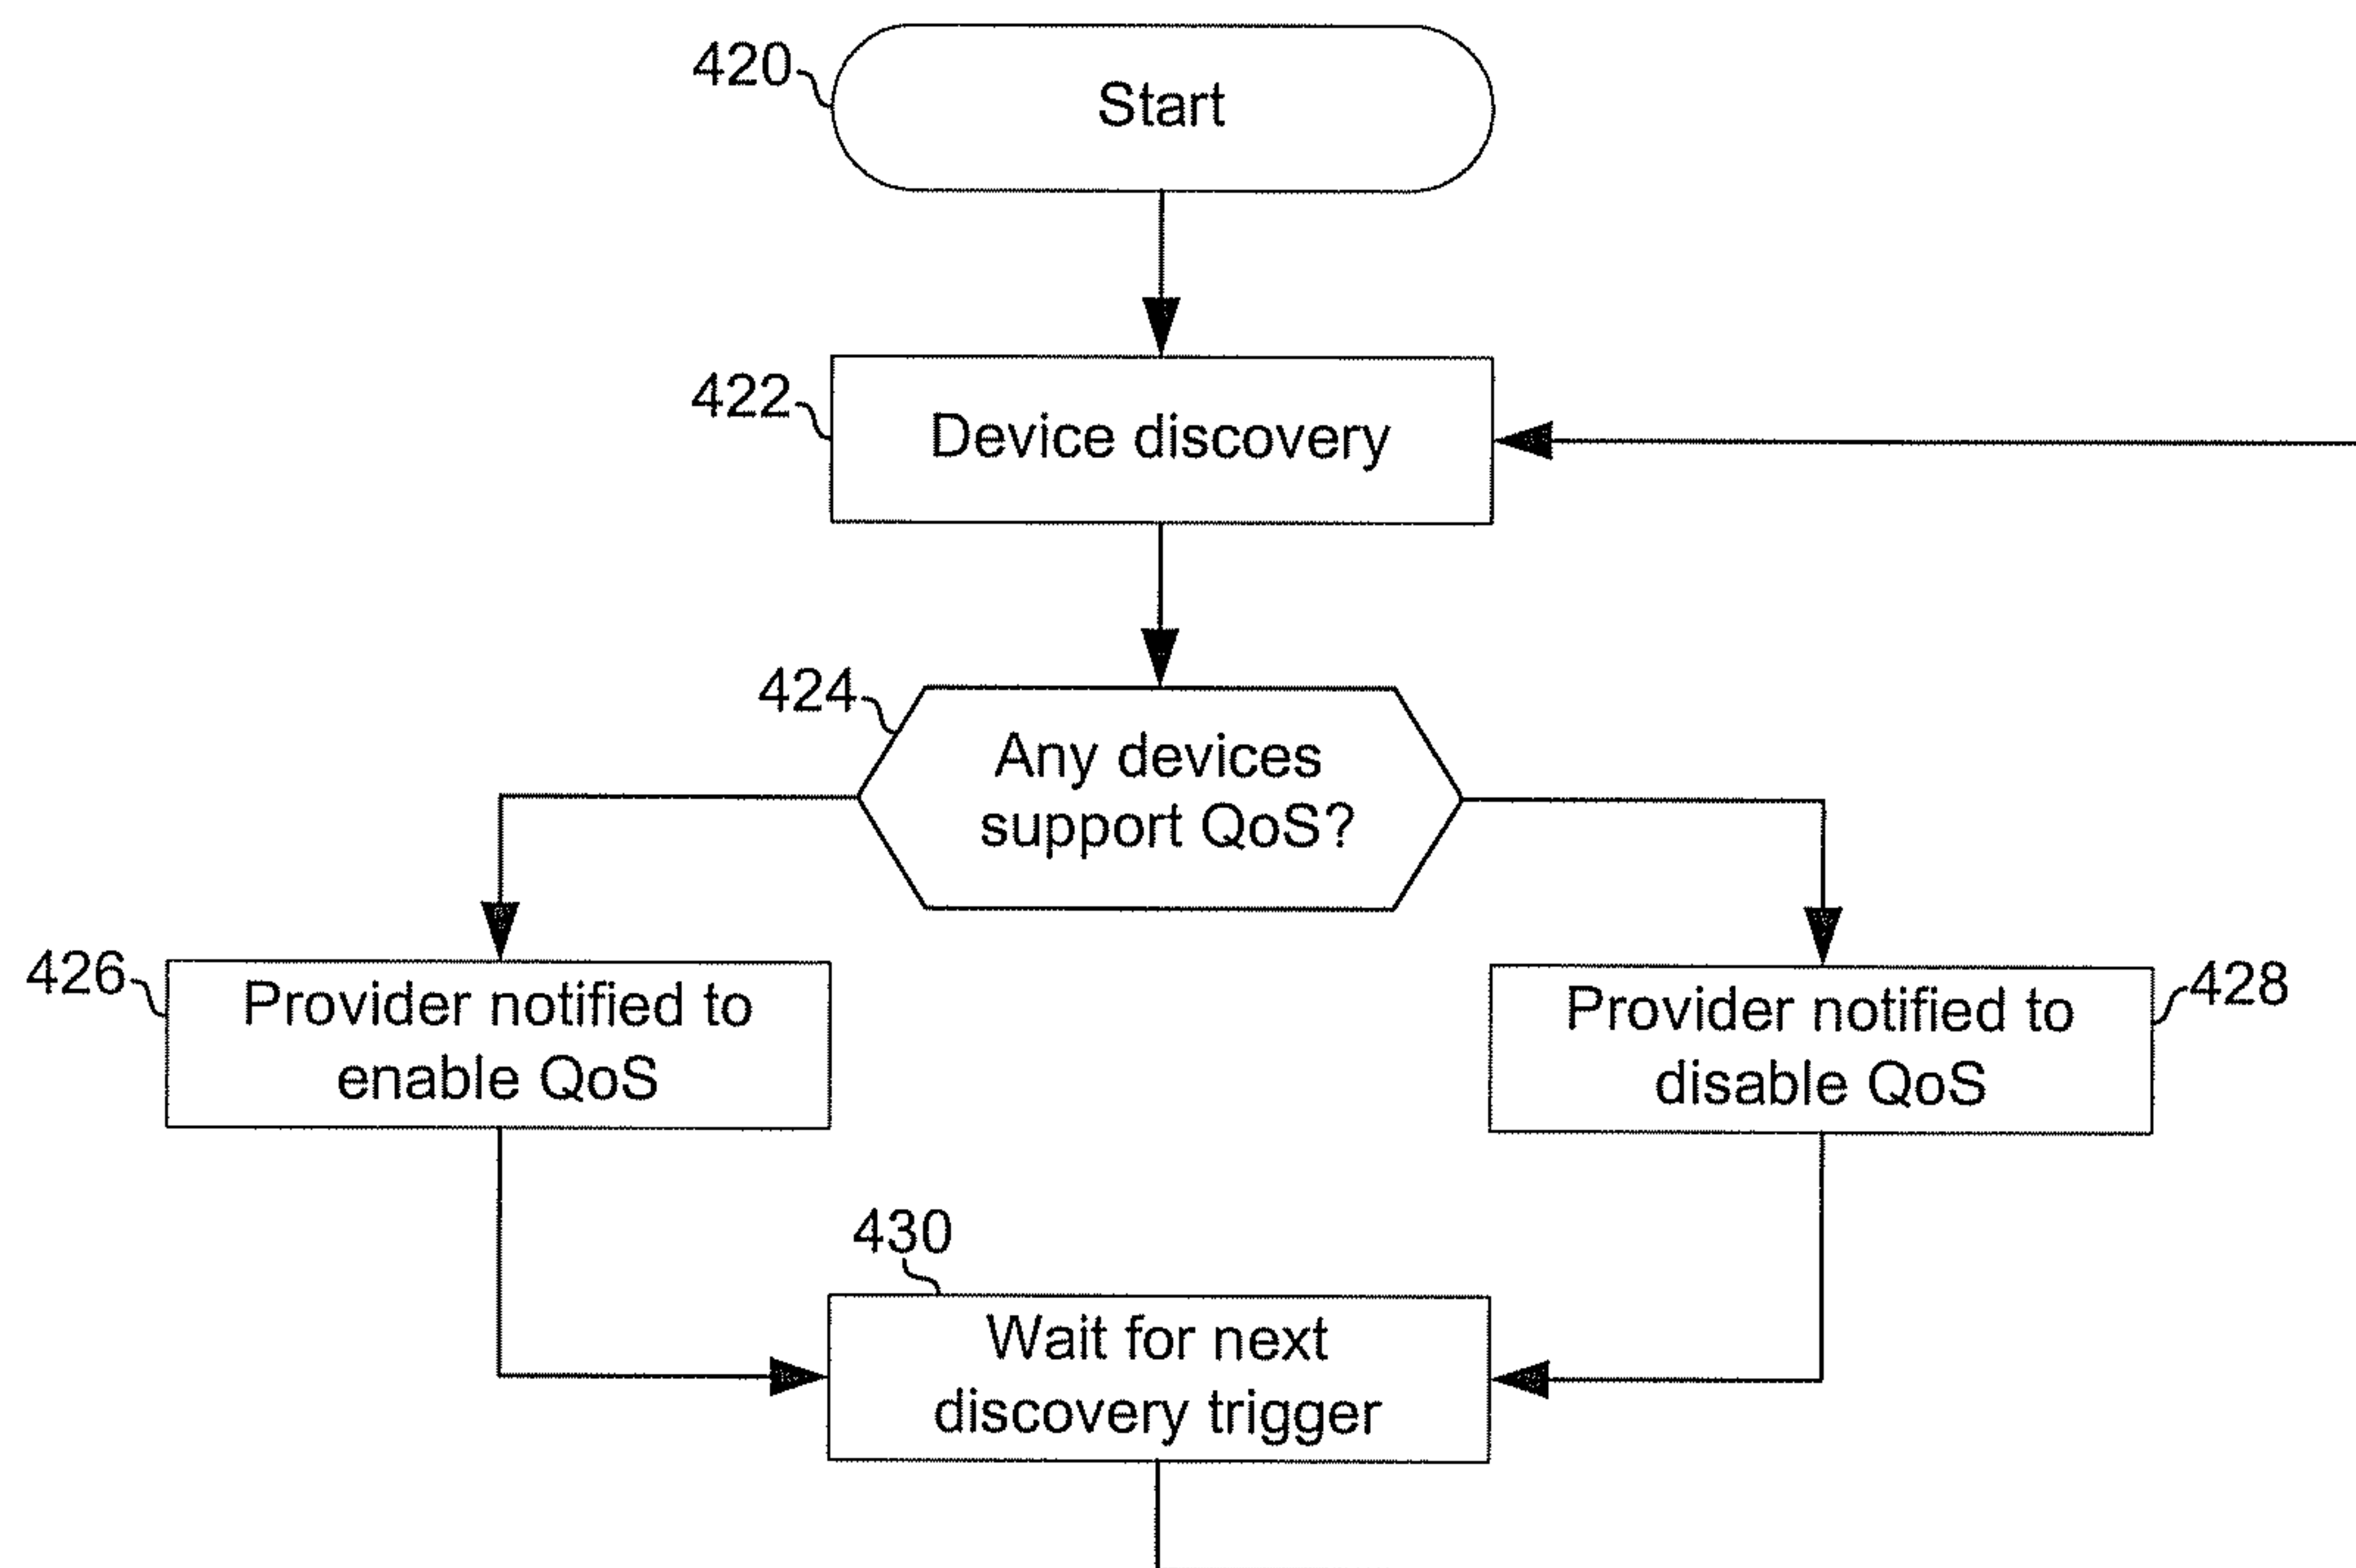 420
Start
422
Device discovery
424
Any devices
support QoS?
426
Provider notified to
enable QoS
428
Provider notified to
disable QoS
430
Wait for next
discovery trigger